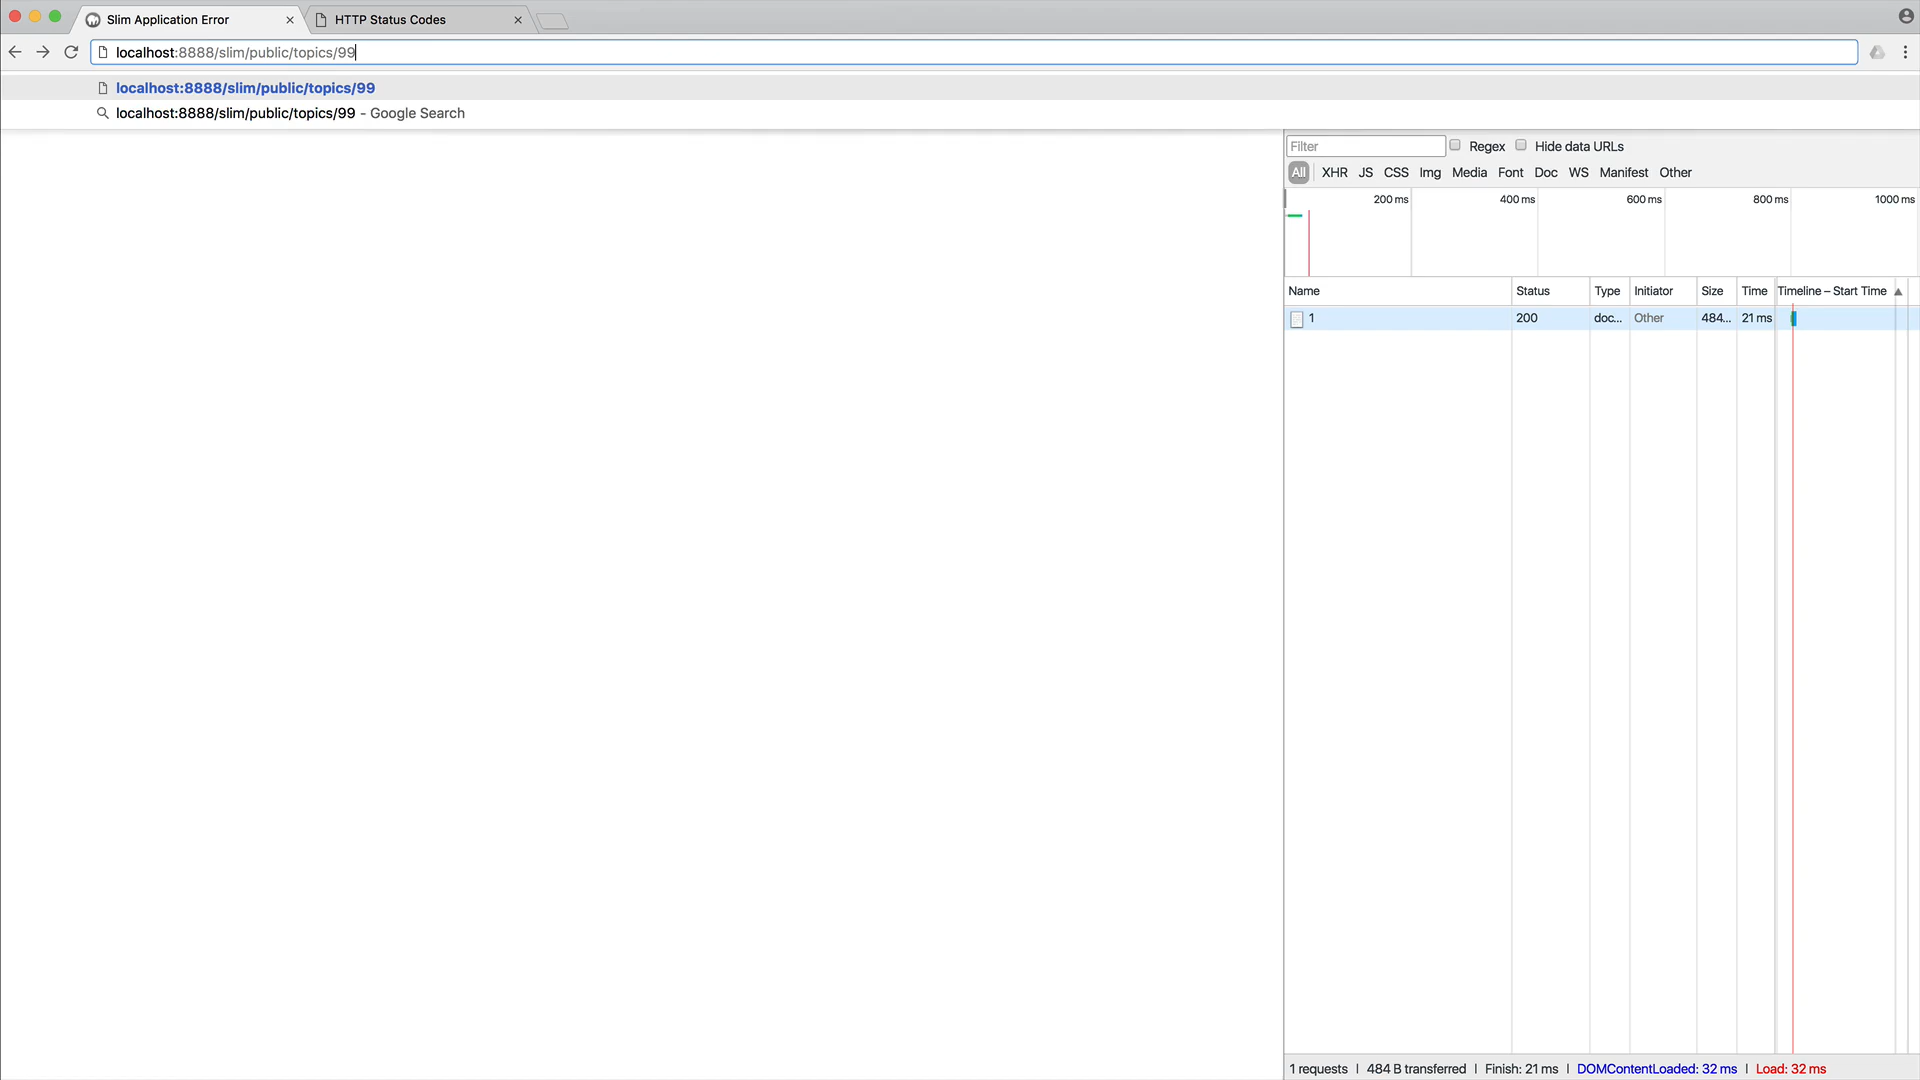 Slim Application Error
HTTP Status Codes
localhost:8888/slim/public/topics/99
localhost:8888/slim/public/topics/99
localhost:8888/slim/public/topics/99 - Google Search
Filter
Regex
Hide data URLs
All XHR JS CSS Img Media Font Doc WS Manifest Other
200 ms 400 ms 600 ms 800 ms 1000 ms
Name Status Type Initiator Size Time Timeline – Start Time
1 200 doc... Other 484... 21 ms
1 requests | 484 B transferred | Finish: 21 ms | DOMContentLoaded: 32 ms | Load: 32 ms